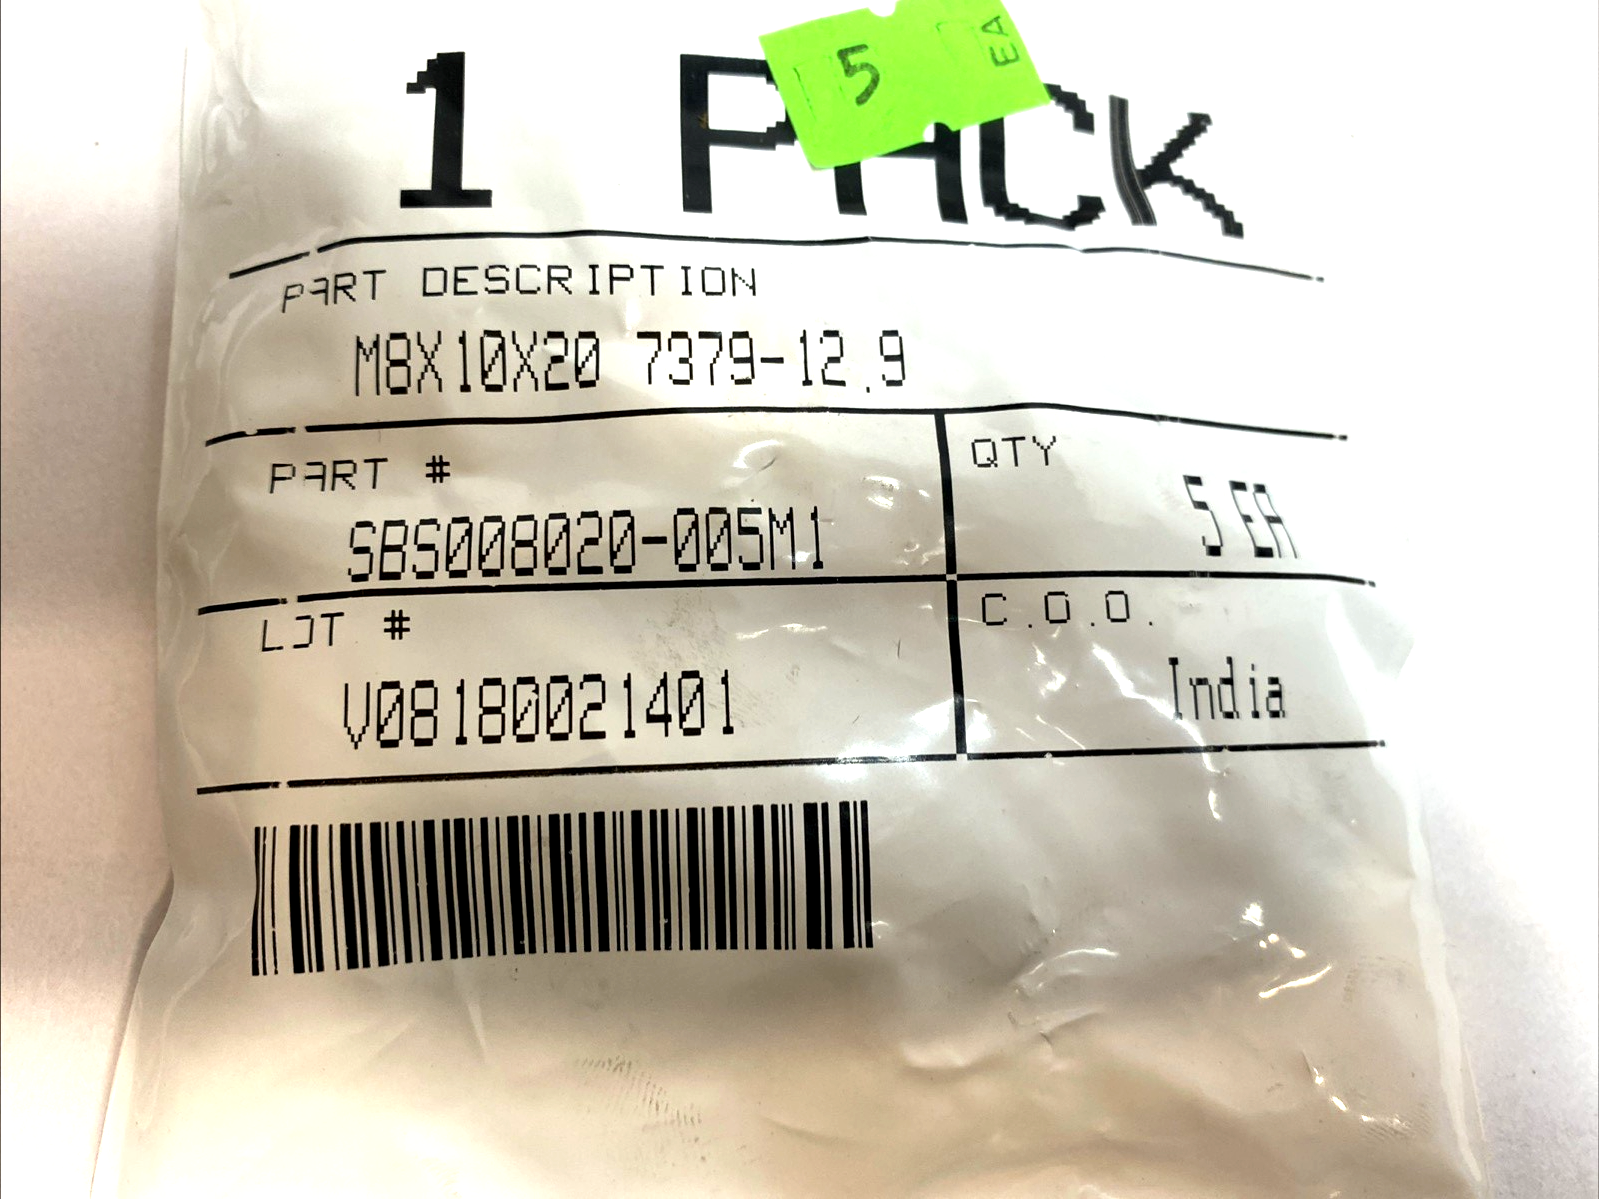 5 EA
1 PACK
PART DESCRIPTION
M8X10X20 7379-12.9
PART #
SBS008020-005M1
QTY
5 EA
LOT #
V08180021401
C.O.O.
India